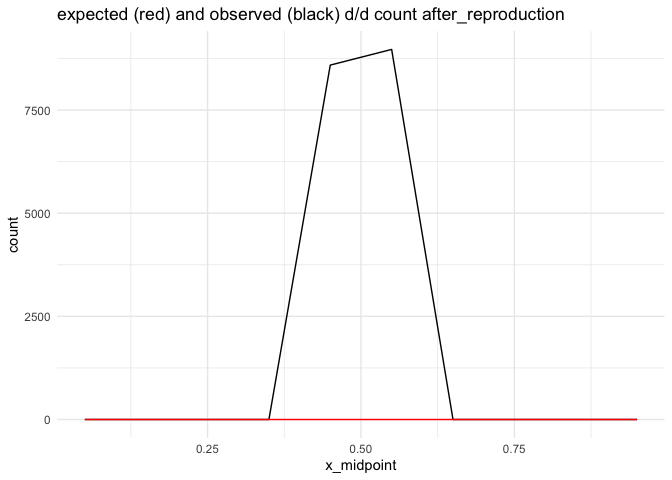 expected (red) and observed (black) d/d count after_reproduction
7500
5000
2500
0
count
0.25
0.50
0.75
x_midpoint